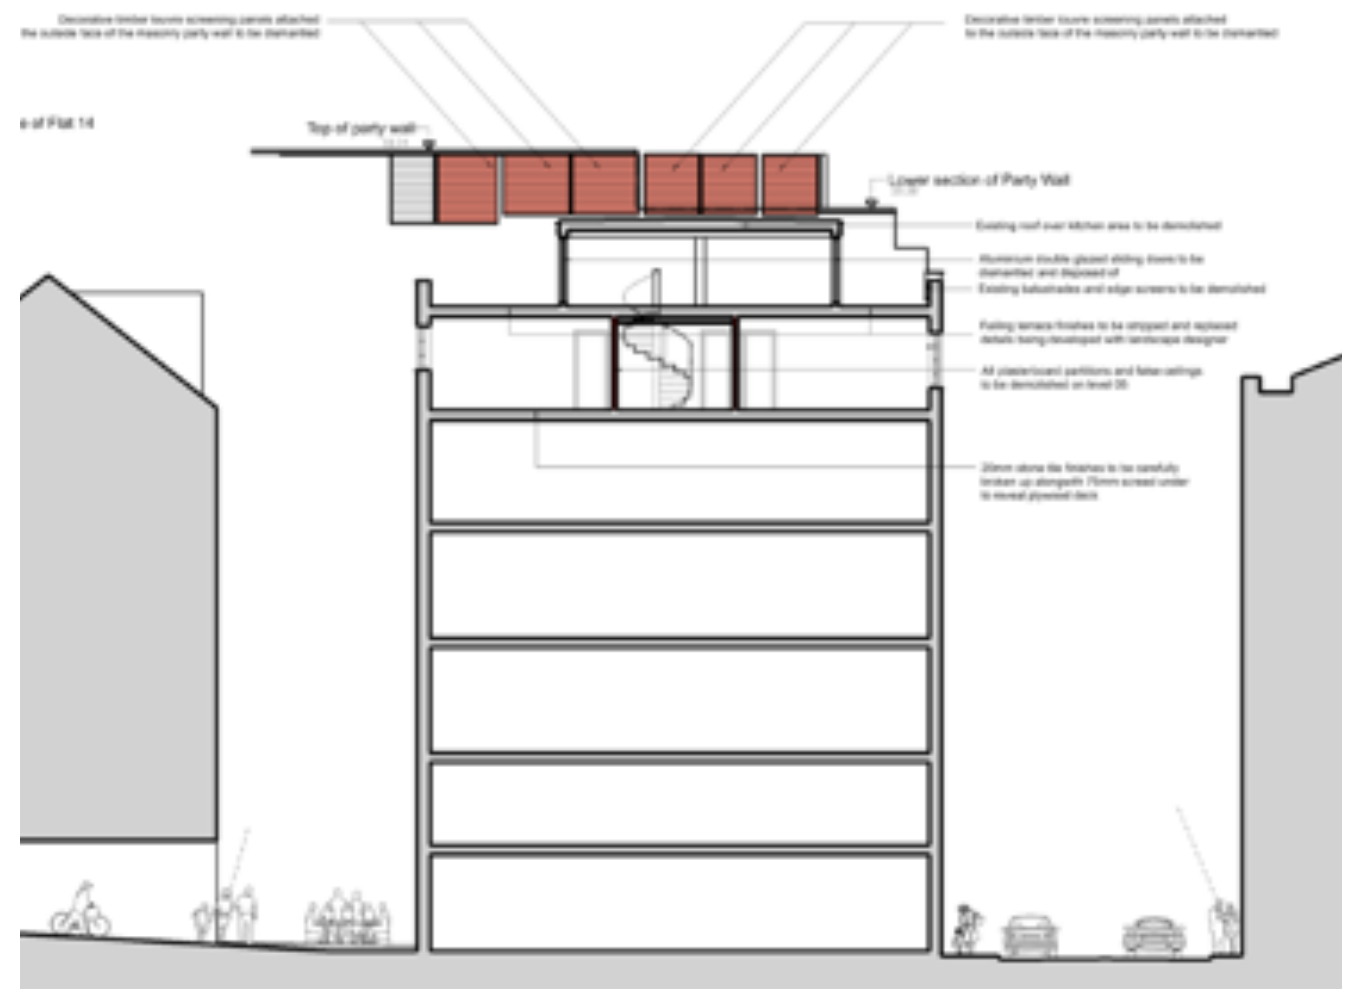 Decorative timber louvre screening panels attached
the outside face of the masonry party wall to be dismantled
Decorative timber louvre screening panels attached
to the outside face of the masonry party wall to be dismantled
e of Flat 14
Top of party wall
Lower section of Party Wall
Existing roof over kitchen area to be demolished
Aluminium double glazed sliding doors to be
dismantled and disposed of
Existing balustrades and edge screens to be demolished
Failing terrace finishes to be stripped and replaced
details being developed with landscape designer
All plasterboard partitions and false ceilings
to be demolished on level 05
20mm stone tile finishes to be carefully
broken up alongwith 75mm screed under
to reveal plywood deck